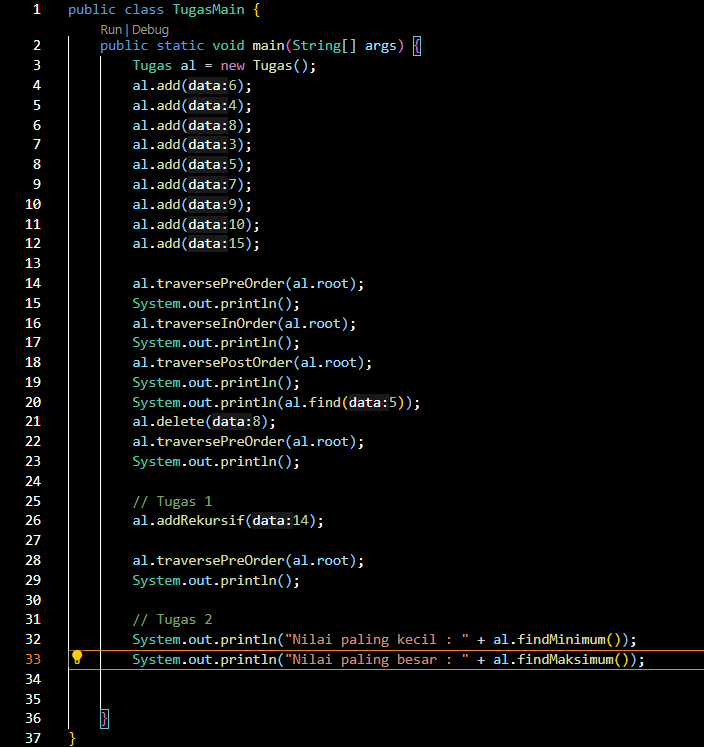 1 public class TugasMain {
Run | Debug
2 public static void main(String[] args) {
3 Tugas al = new Tugas();
4 al.add(data:6);
5 al.add(data:4);
6 al.add(data:8);
7 al.add(data:3);
8 al.add(data:5);
9 al.add(data:7);
10 al.add(data:9);
11 al.add(data:10);
12 al.add(data:15);
13
14 al.traversePreOrder(al.root);
15 System.out.println();
16 al.traverseInOrder(al.root);
17 System.out.println();
18 al.traversePostOrder(al.root);
19 System.out.println();
20 System.out.println(al.find(data:5));
21 al.delete(data:8);
22 al.traversePreOrder(al.root);
23 System.out.println();
24
25 // Tugas 1
26 al.addRekursif(data:14);
27
28 al.traversePreOrder(al.root);
29 System.out.println();
30
31 // Tugas 2
32 System.out.println("Nilai paling kecil : " + al.findMinimum());
33 System.out.println("Nilai paling besar : " + al.findMaksimum());
34
35
36 }
37 }